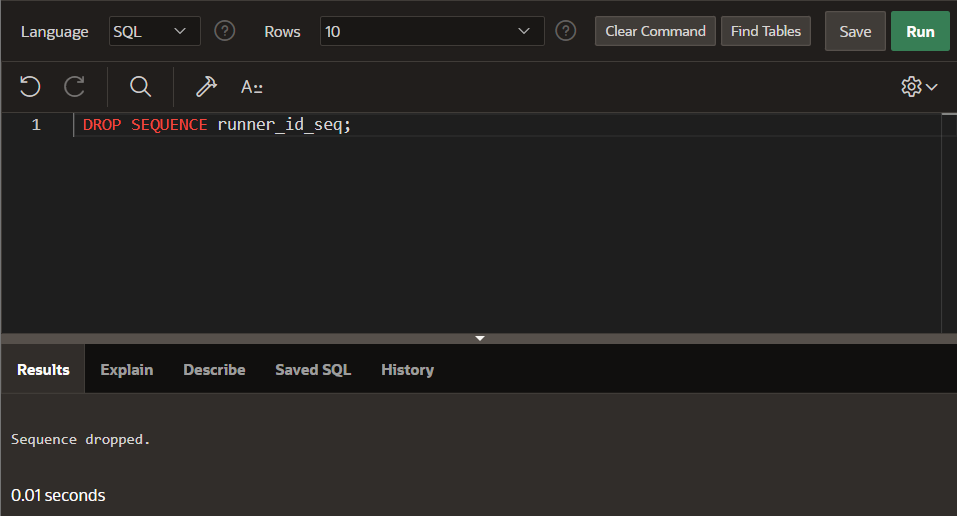 Language SQL ? Rows 10 ? Clear Command Find Tables Save Run
A::
1 DROP SEQUENCE runner_id_seq;
Results Explain Describe Saved SQL History
Sequence dropped.
0.01 seconds